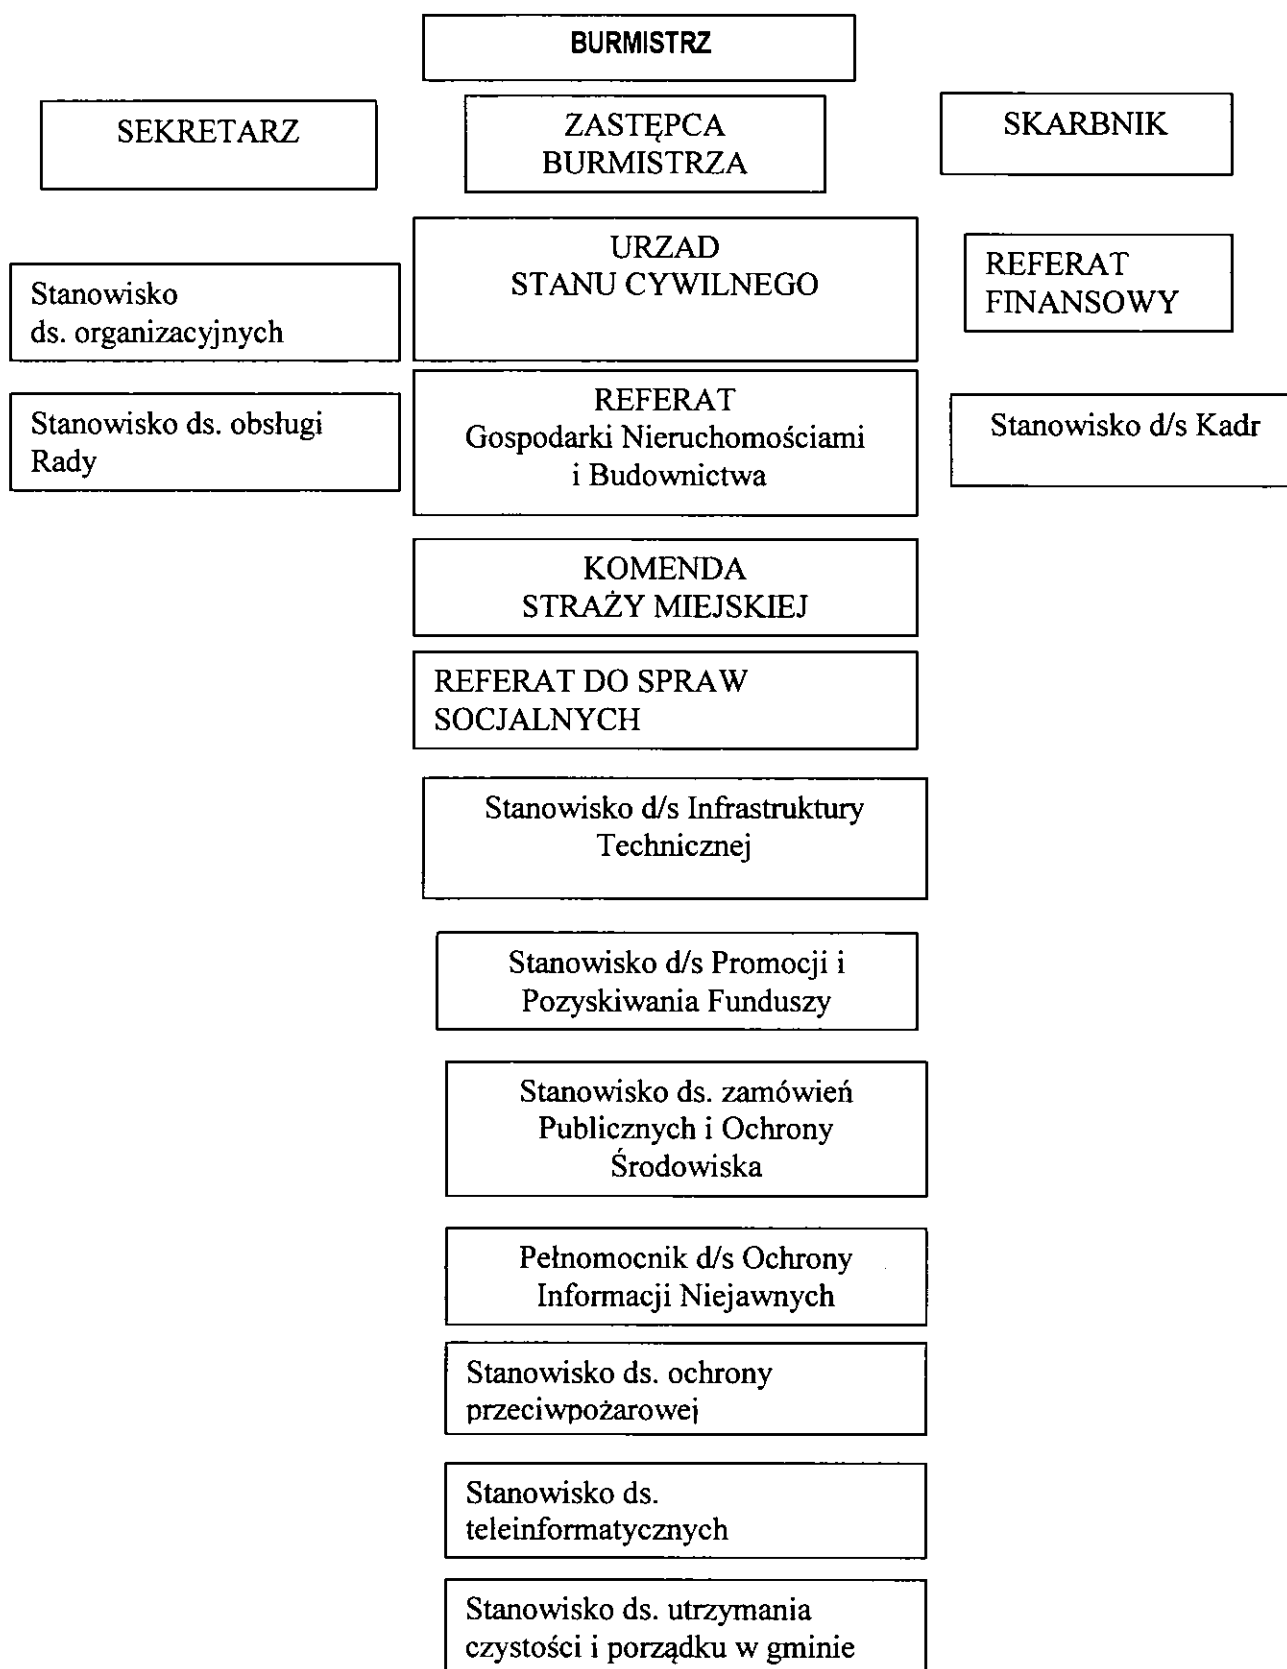 BURMISTRZ
SEKRETARZ
ZASTĘPCA
BURMISTRZA
SKARBNIK
URZAD
STANU CYWILNEGO
REFERAT
FINANSOWY
Stanowisko
ds. organizacyjnych
REFERAT
Gospodarki Nieruchomościami
i Budownictwa
Stanowisko ds. obsługi
Rady
Stanowisko d/s Kadr
KOMENDA
STRAŻY MIEJSKIEJ
REFERAT DO SPRAW
SOCJALNYCH
Stanowisko d/s Infrastruktury
Technicznej
Stanowisko d/s Promocji i
Pozyskiwania Funduszy
Stanowisko ds. zamówień
Publicznych i Ochrony
Środowiska
Pełnomocnik d/s Ochrony
Informacji Niejawnych
Stanowisko ds. ochrony
przeciwpożarowej
Stanowisko ds.
teleinformatycznych
Stanowisko ds. utrzymania
czystości i porządku w gminie